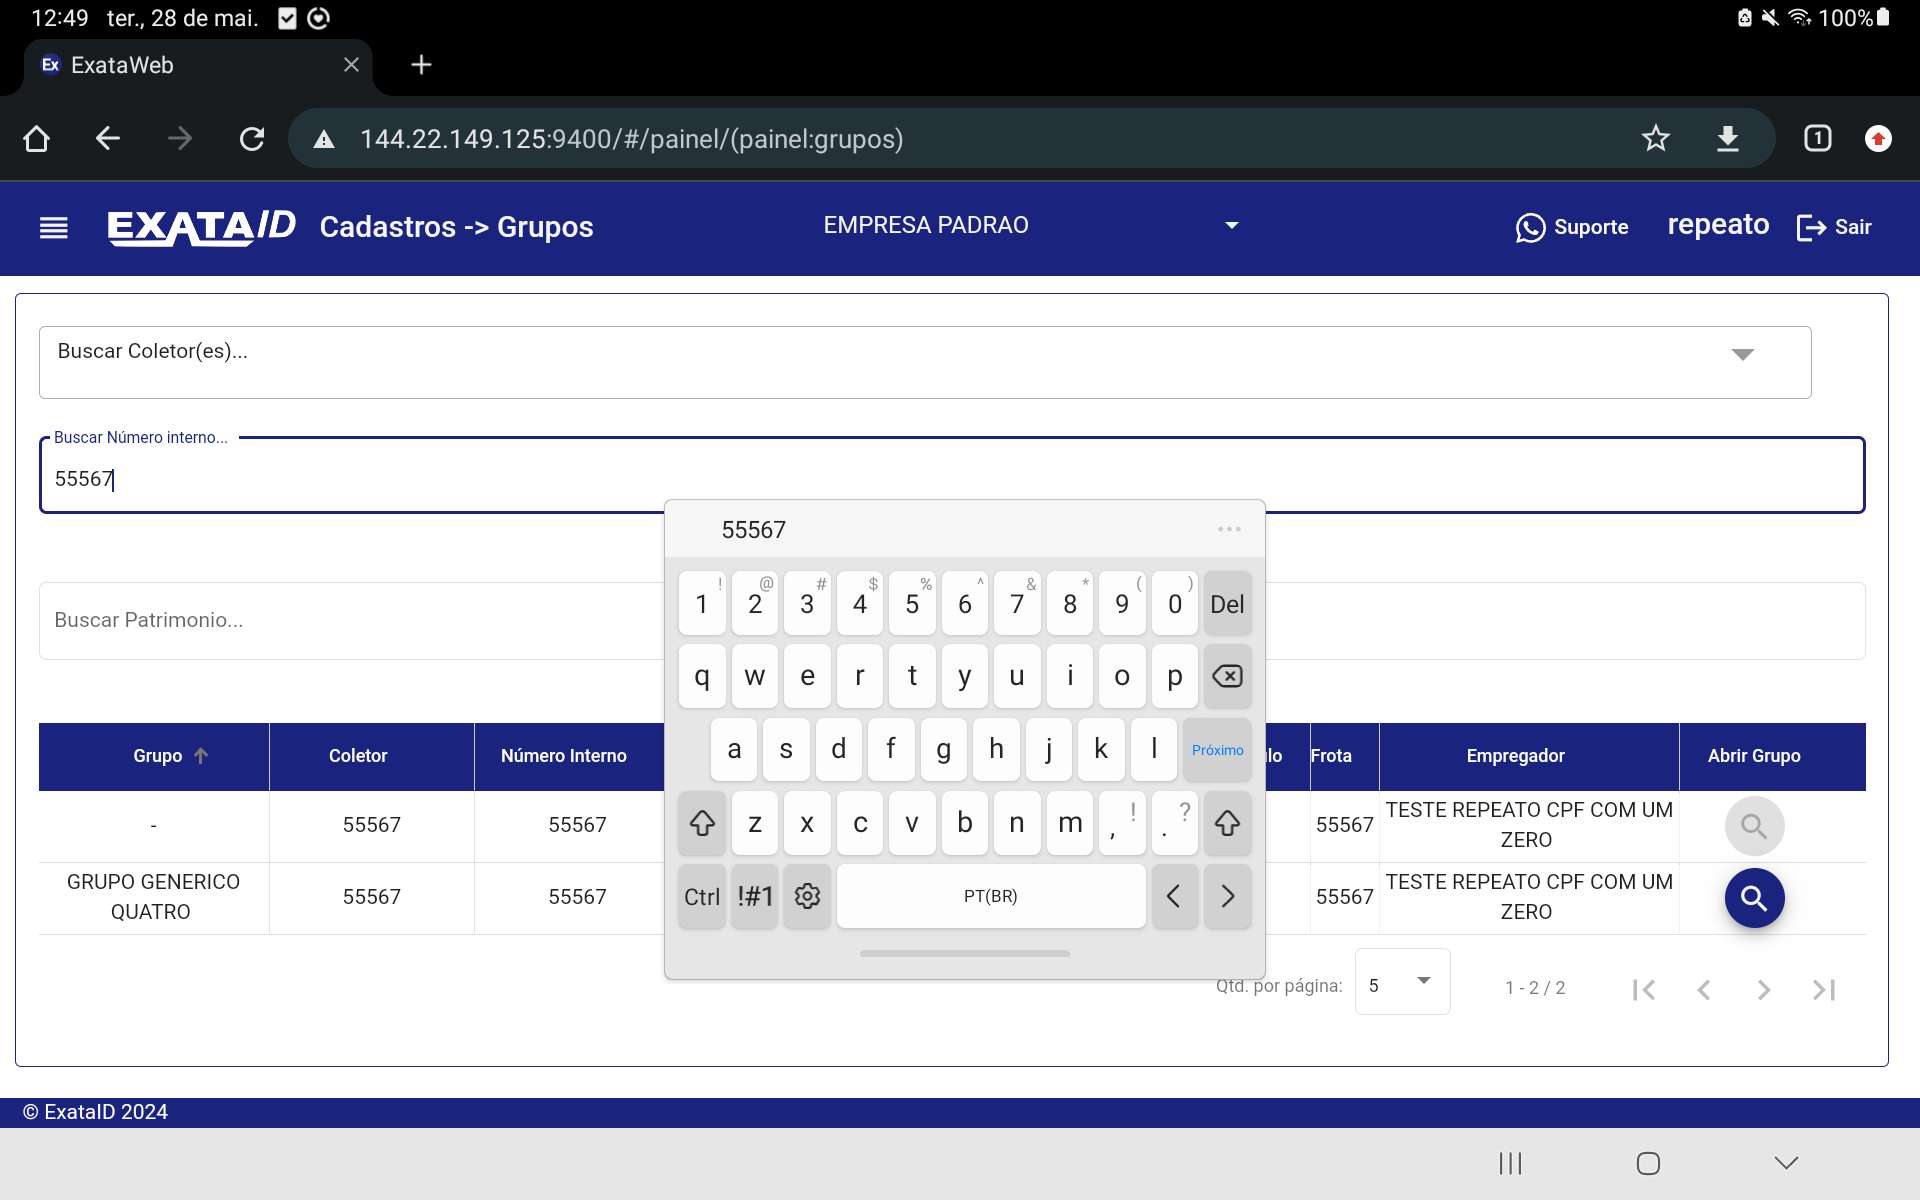 12:49 ter., 28 de mai. 100%
Ex ExataWeb
144.22.149.125:9400/#/painel/(painel:grupos) 1
EXATA/ID Cadastros -> Grupos EMPRESA PADRAO Suporte repeato Sair
Buscar Coletor(es)...
Buscar Número interno...
55567
55567 ...
! @ # $ % ^ & * ( )
1 2 3 4 5 6 7 8 9 0 Del
Buscar Patrimonio...
q w e r t y u i o p
a s d f g h j k l Próximo
Grupo Coletor Número Interno lo Frota Empregador Abrir Grupo
z x c v b n m , ! . ?
- 55567 55567 55567 TESTE REPEATO CPF COM UM
ZERO
GRUPO GENERICO
QUATRO 55567 55567 55567 TESTE REPEATO CPF COM UM
ZERO
Ctrl !#1 PT(BR) < >
Qtd. por página: 5 1 - 2 / 2
© ExataID 2024